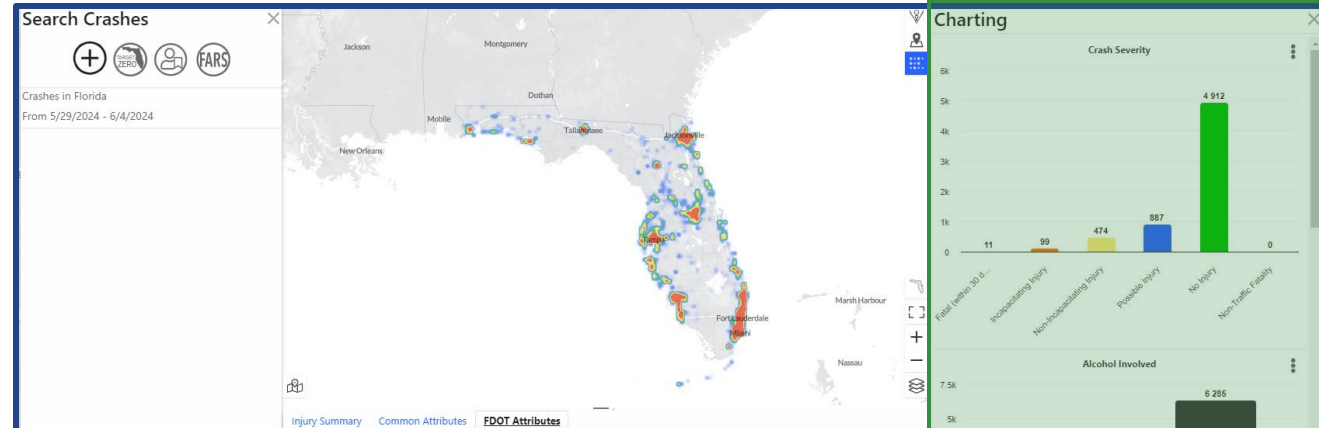 Search Crashes
TARGET
ZERO
FARS
Crashes in Florida
From 5/29/2024 - 6/4/2024
Jackson
Montgomery
Dothan
Mobile
Tallahassee
Jacksonville
New Orleans
Tampa
Marsh Harbour
Fort Lauderdale
Miami
Nassau
Injury Summary Common Attributes FDOT Attributes
Charting
Crash Severity
6k
5k
4k
3k
2k
1k
0
11
99
474
887
4 912
0
Fatal (within 30 d...
Incapacitating Injury
Non-Incapacitating Injury
Possible Injury
No Injury
Non-Traffic Fatality
Alcohol Involved
7.5k
6 285
5k